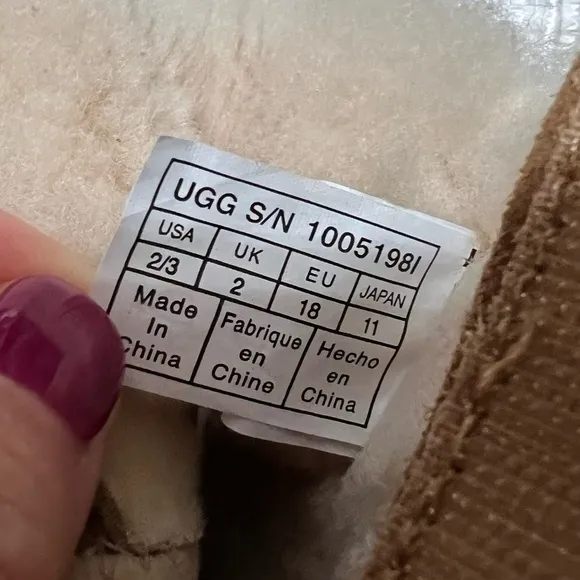 UGG S/N 1005198I
USA UK EU JAPAN
2/3 2 18 11
Made
In
China
Fabrique
en
Chine
Hecho
en
China